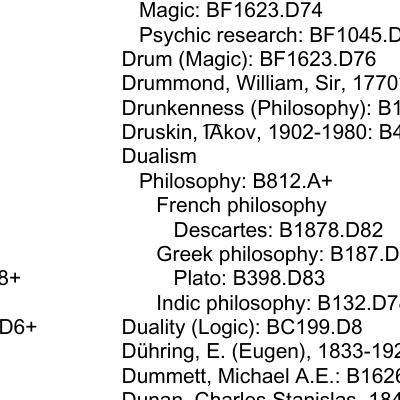 Magic: BF1623.D74
Psychic research: BF1045.D
Drum (Magic): BF1623.D76
Drummond, William, Sir, 1770
Drunkenness (Philosophy): B1
Druskin, I͡Akov, 1902-1980: B4
Dualism
Philosophy: B812.A+
French philosophy
Descartes: B1878.D82
Greek philosophy: B187.D
8+
Plato: B398.D83
Indic philosophy: B132.D7
D6+
Duality (Logic): BC199.D8
Dühring, E. (Eugen), 1833-192
Dummett, Michael A.E.: B1626
Dunan, Charles Stanislas, 184